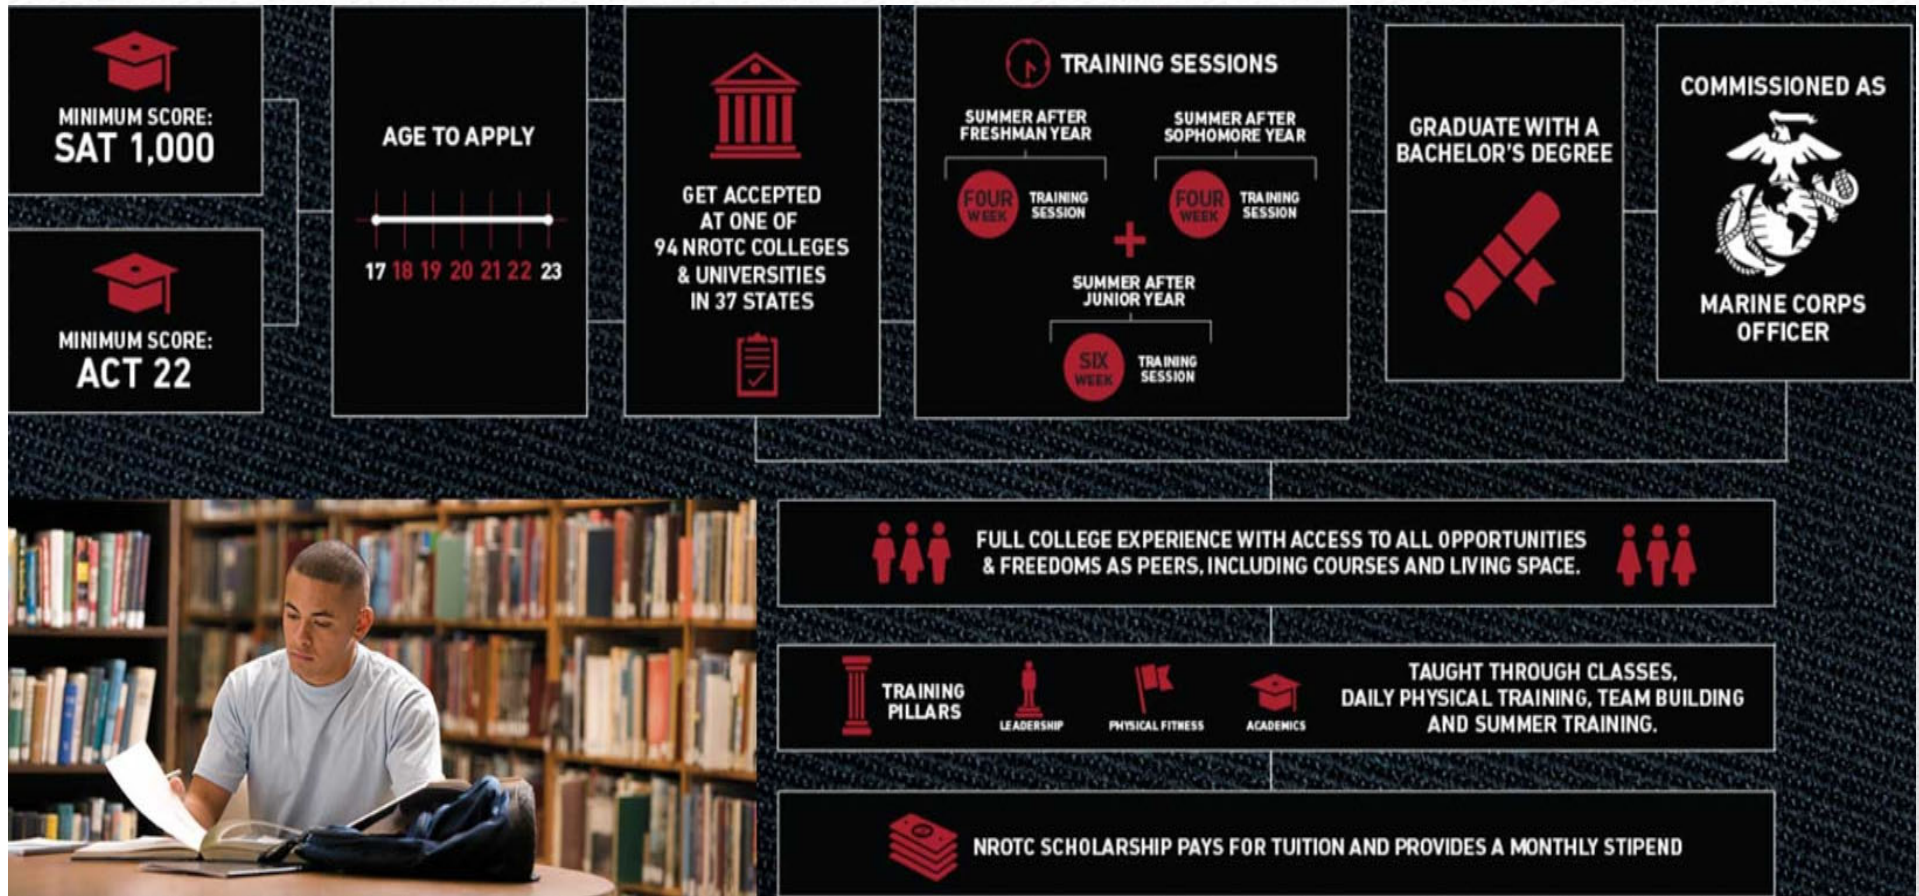 MINIMUM SCORE:
SAT 1,000
MINIMUM SCORE:
ACT 22
AGE TO APPLY
17 18 19 20 21 22 23
GET ACCEPTED
AT ONE OF
94 NROTC COLLEGES
& UNIVERSITIES
IN 37 STATES
TRAINING SESSIONS
SUMMER AFTER
FRESHMAN YEAR
FOUR
WEEK
TRAINING
SESSION
SUMMER AFTER
SOPHOMORE YEAR
FOUR
WEEK
TRAINING
SESSION
+
SUMMER AFTER
JUNIOR YEAR
SIX
WEEK
TRAINING
SESSION
GRADUATE WITH A
BACHELOR'S DEGREE
COMMISSIONED AS
MARINE CORPS
OFFICER
FULL COLLEGE EXPERIENCE WITH ACCESS TO ALL OPPORTUNITIES
& FREEDOMS AS PEERS, INCLUDING COURSES AND LIVING SPACE.
TRAINING
PILLARS
LEADERSHIP
PHYSICAL FITNESS
ACADEMICS
TAUGHT THROUGH CLASSES,
DAILY PHYSICAL TRAINING, TEAM BUILDING
AND SUMMER TRAINING.
NROTC SCHOLARSHIP PAYS FOR TUITION AND PROVIDES A MONTHLY STIPEND